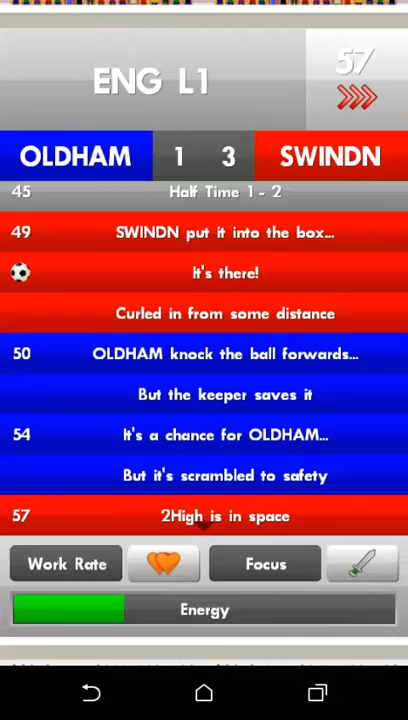 ENG L1
57
OLDHAM 1 3 SWINDN
45 Half Time 1 - 2
49 SWINDN put it into the box...
It's there!
Curled in from some distance
50 OLDHAM knock the ball forwards...
But the keeper saves it
54 It's a chance for OLDHAM...
But it's scrambled to safety
57 2High is in space
Work Rate Focus
Energy